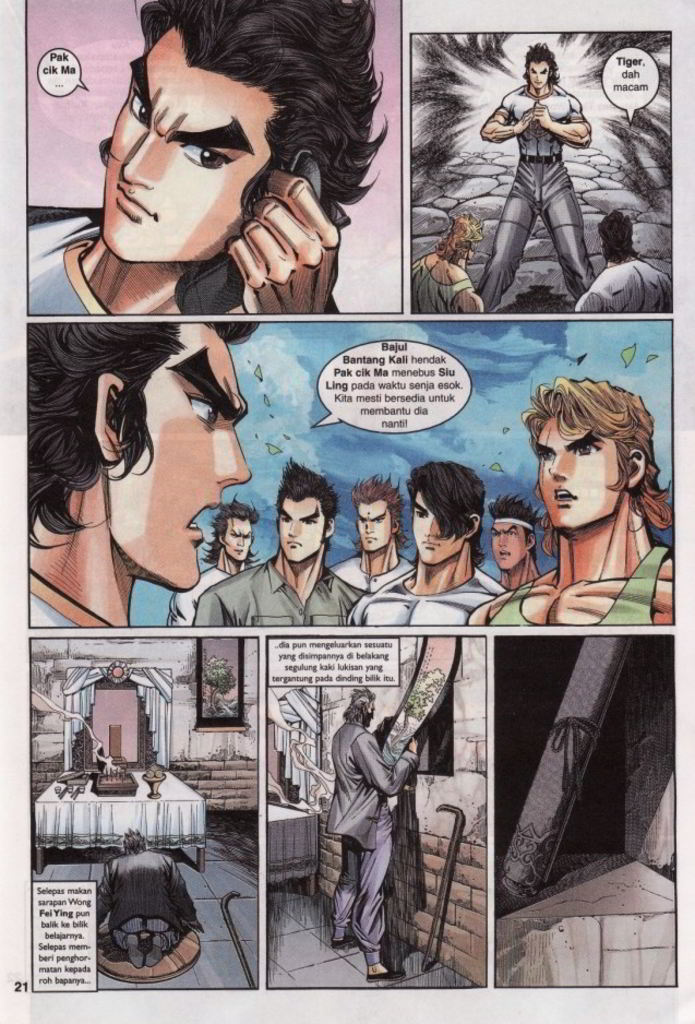 Pak
cik Ma
...
Tiger,
dah
macam
Bajul
Bantang Kali hendak
Pak cik Ma menebus Siu
Ling pada waktu senja esok.
Kita mesti bersedia untuk
membantu dia
nanti!
Selepas makan
sarapan Wong
Fei Ying pun
balik ke bilik
belajarnya.
Selepas mem-
beri penghor-
matan kepada
roh bapanya...
..dia pun mengeluarkan sesuatu
yang disimpannya di belakang
segulung kaki lukisan yang
tergantung pada dinding bilik itu.
21